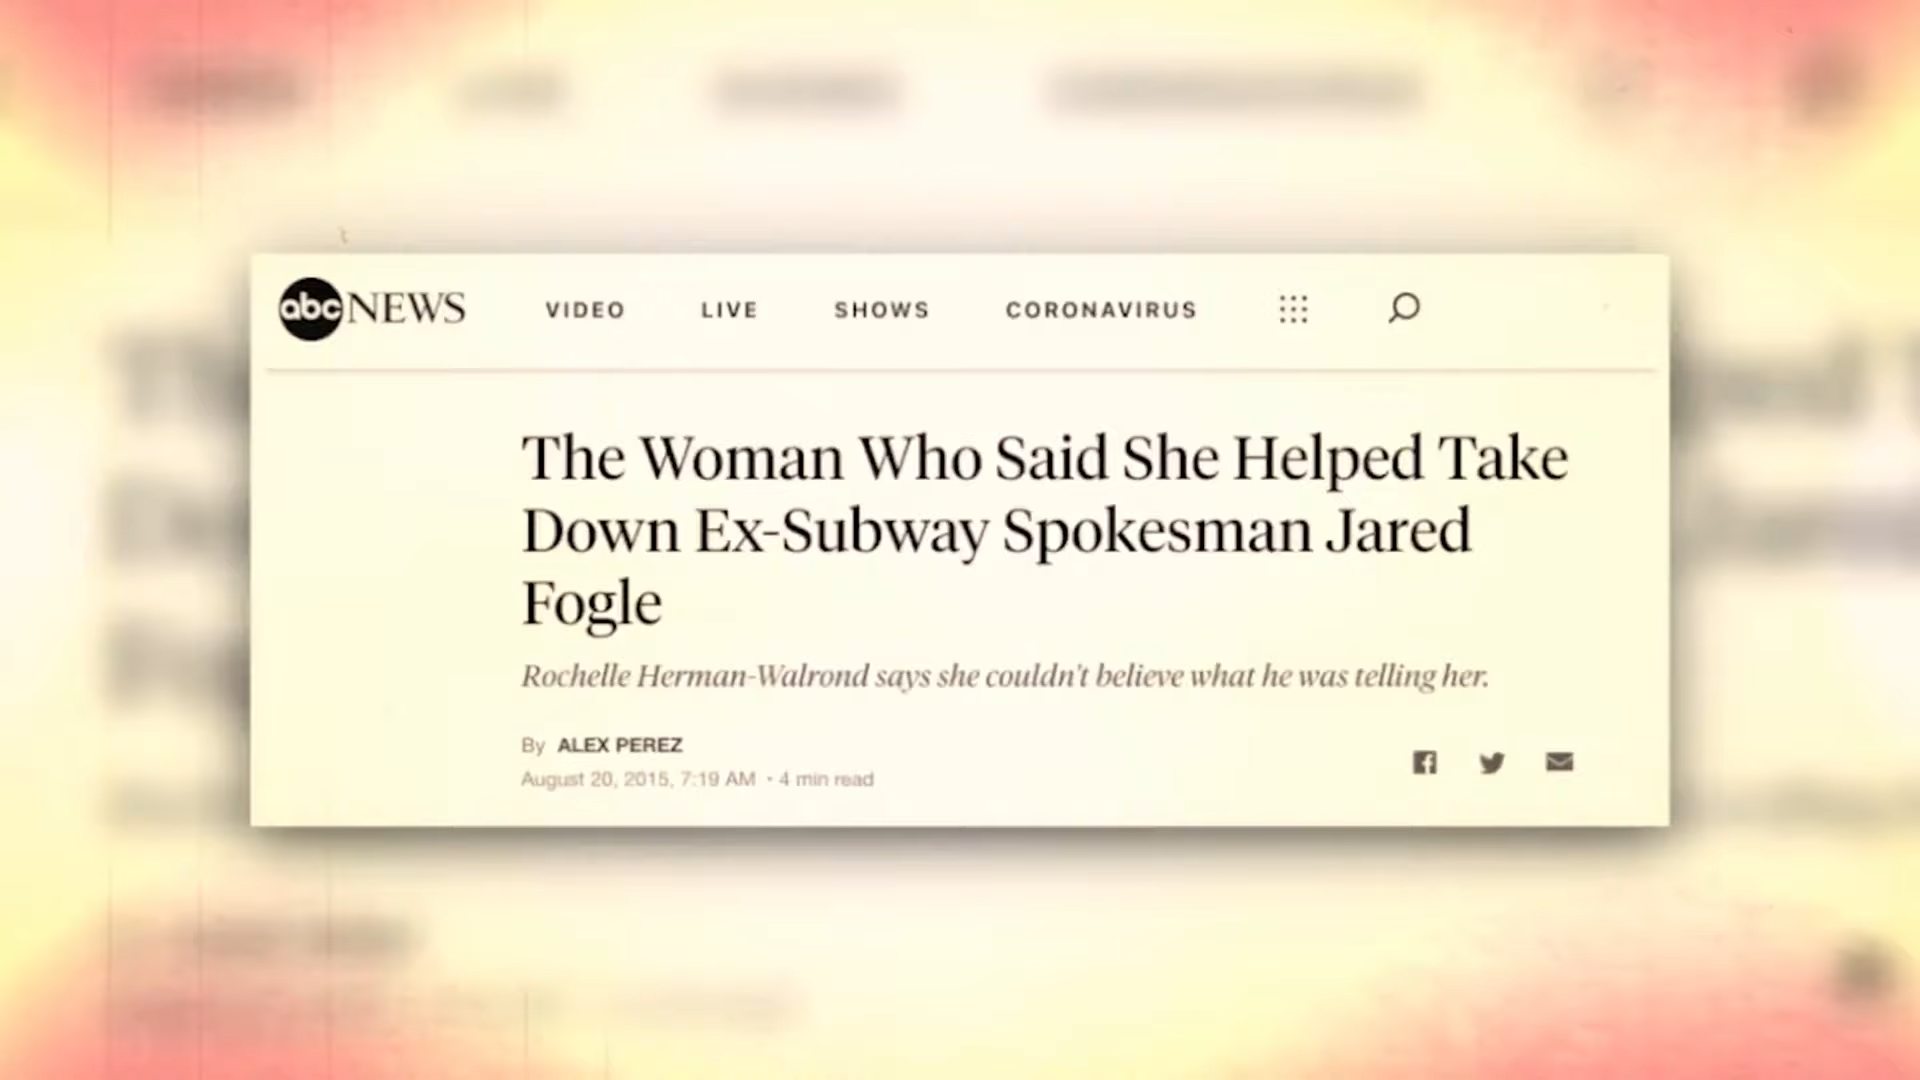 abc NEWS VIDEO LIVE SHOWS CORONAVIRUS
The Woman Who Said She Helped Take
Down Ex-Subway Spokesman Jared
Fogle
Rochelle Herman-Walrond says she couldn't believe what he was telling her.
By ALEX PEREZ
August 20, 2015, 7:19 AM • 4 min read